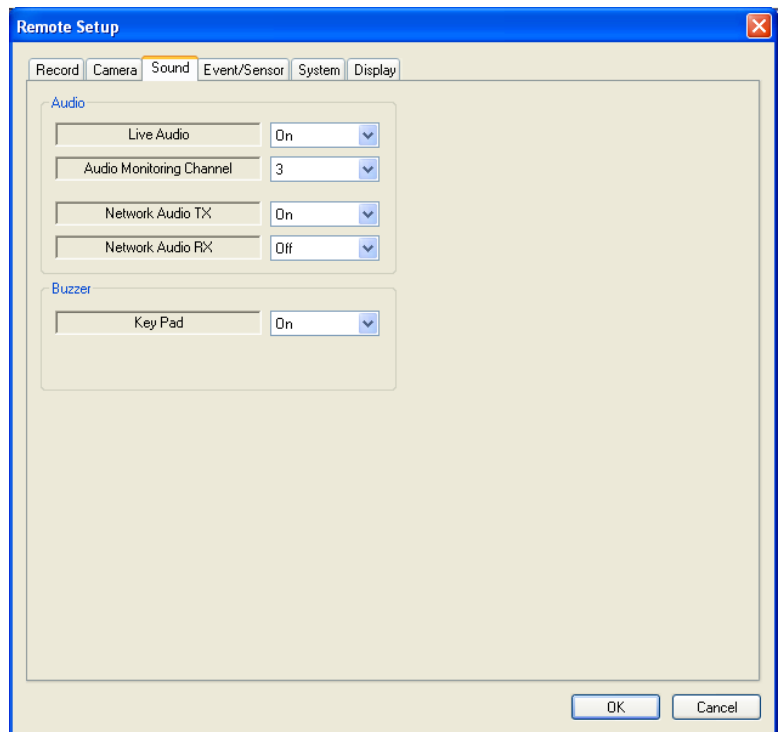 Remote Setup
Record Camera Sound Event/Sensor System Display
Audio
Live Audio On
Audio Monitoring Channel 3
Network Audio TX On
Network Audio RX Off
Buzzer
Key Pad On
OK Cancel